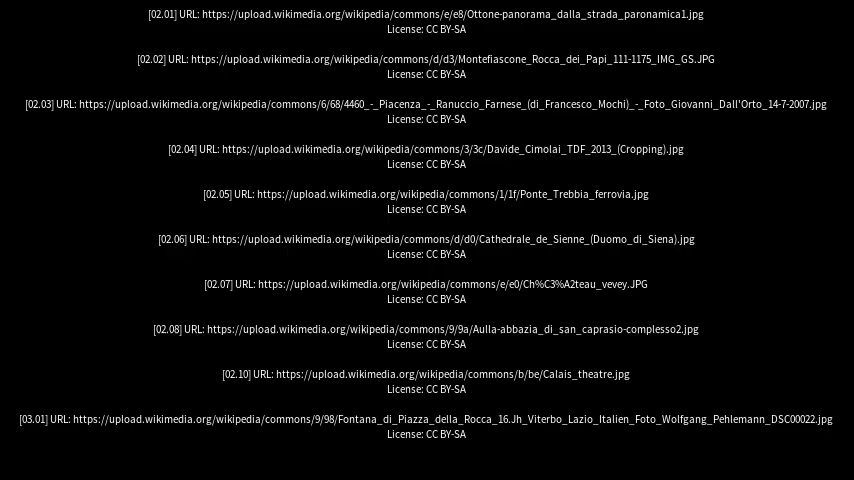 [02.01] URL: https://upload.wikimedia.org/wikipedia/commons/e/e8/Ottone-panorama_dalla_strada_paronamica1.jpg
License: CC BY-SA
[02.02] URL: https://upload.wikimedia.org/wikipedia/commons/d/d3/Montefiascone_Rocca_dei_Papi_111-1175_IMG_GS.JPG
License: CC BY-SA
[02.03] URL: https://upload.wikimedia.org/wikipedia/commons/6/68/4460_-_Piacenza_-_Ranuccio_Farnese_(di_Francesco_Mochi)_-_Foto_Giovanni_Dall'Orto_14-7-2007.jpg
License: CC BY-SA
[02.04] URL: https://upload.wikimedia.org/wikipedia/commons/3/3c/Davide_Cimolai_TDF_2013_(Cropping).jpg
License: CC BY-SA
[02.05] URL: https://upload.wikimedia.org/wikipedia/commons/1/1f/Ponte_Trebbia_ferrovia.jpg
License: CC BY-SA
[02.06] URL: https://upload.wikimedia.org/wikipedia/commons/d/d0/Cathedrale_de_Sienne_(Duomo_di_Siena).jpg
License: CC BY-SA
[02.07] URL: https://upload.wikimedia.org/wikipedia/commons/e/e0/Ch%C3%A2teau_vevey.JPG
License: CC BY-SA
[02.08] URL: https://upload.wikimedia.org/wikipedia/commons/9/9a/Aulla-abbazia_di_san_caprasio-complesso2.jpg
License: CC BY-SA
[02.10] URL: https://upload.wikimedia.org/wikipedia/commons/b/be/Calais_theatre.jpg
License: CC BY-SA
[03.01] URL: https://upload.wikimedia.org/wikipedia/commons/9/98/Fontana_di_Piazza_della_Rocca_16.Jh_Viterbo_Lazio_Italien_Foto_Wolfgang_Pehlemann_DSC00022.jpg
License: CC BY-SA